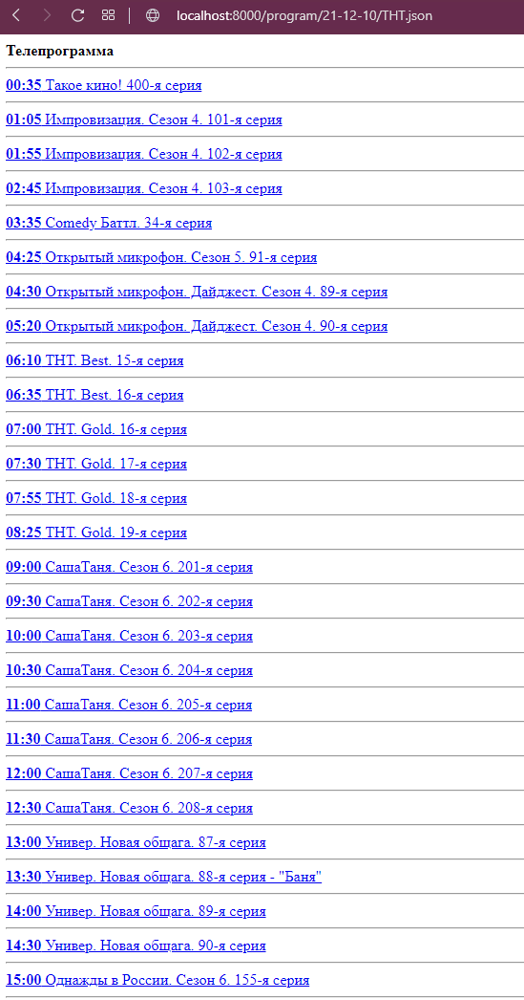 localhost:8000/program/21-12-10/ТНТ.json
Телепрограмма
00:35 Такое кино! 400-я серия
01:05 Импровизация. Сезон 4. 101-я серия
01:55 Импровизация. Сезон 4. 102-я серия
02:45 Импровизация. Сезон 4. 103-я серия
03:35 Comedy Баттл. 34-я серия
04:25 Открытый микрофон. Сезон 5. 91-я серия
04:30 Открытый микрофон. Дайджест. Сезон 4. 89-я серия
05:20 Открытый микрофон. Дайджест. Сезон 4. 90-я серия
06:10 ТНТ. Best. 15-я серия
06:35 ТНТ. Best. 16-я серия
07:00 ТНТ. Gold. 16-я серия
07:30 ТНТ. Gold. 17-я серия
07:55 ТНТ. Gold. 18-я серия
08:25 ТНТ. Gold. 19-я серия
09:00 СашаТаня. Сезон 6. 201-я серия
09:30 СашаТаня. Сезон 6. 202-я серия
10:00 СашаТаня. Сезон 6. 203-я серия
10:30 СашаТаня. Сезон 6. 204-я серия
11:00 СашаТаня. Сезон 6. 205-я серия
11:30 СашаТаня. Сезон 6. 206-я серия
12:00 СашаТаня. Сезон 6. 207-я серия
12:30 СашаТаня. Сезон 6. 208-я серия
13:00 Универ. Новая общага. 87-я серия
13:30 Универ. Новая общага. 88-я серия - "Баня"
14:00 Универ. Новая общага. 89-я серия
14:30 Универ. Новая общага. 90-я серия
15:00 Однажды в России. Сезон 6. 155-я серия